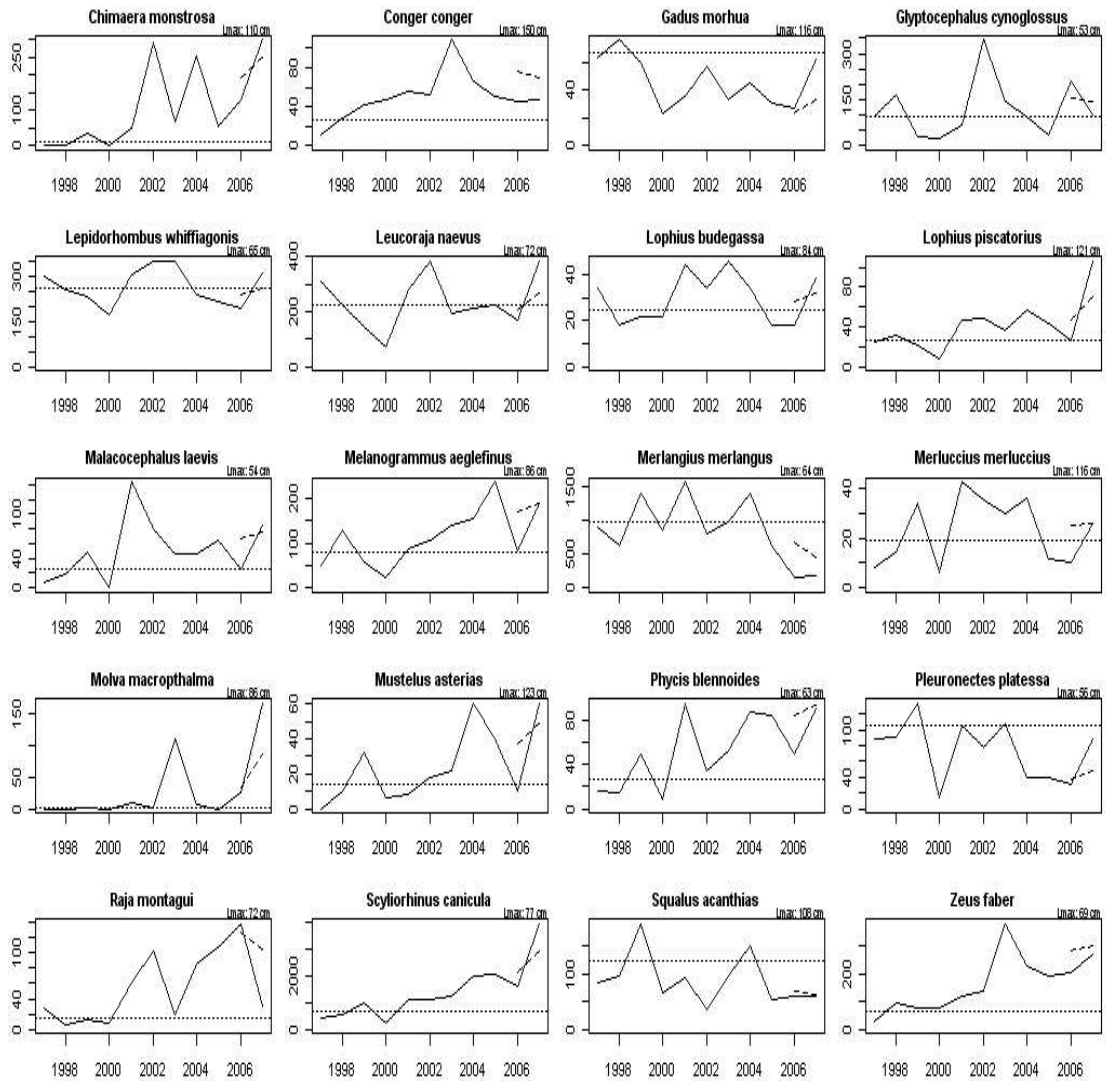 Chimaera monstrosa Conger conger Gadus morhua Glyptocephalus cynoglossus
Lmax: 110 cm Lmax: 150 cm Lmax: 116 cm Lmax: 53 cm
0 100 250 0 40 80 0 40 0 150 300
1998 2000 2002 2004 2006 1998 2000 2002 2004 2006 1998 2000 2002 2004 2006 1998 2000 2002 2004 2006
Lepidorhombus whiffiagonis Leucoraja naevus Lophius budegassa Lophius piscatorius
Lmax: 65 cm Lmax: 72 cm Lmax: 84 cm Lmax: 121 cm
0 150 300 0 200 400 0 20 40 0 40 80
1998 2000 2002 2004 2006 1998 2000 2002 2004 2006 1998 2000 2002 2004 2006 1998 2000 2002 2004 2006
Malacocephalus laevis Melanogrammus aeglefinus Merlangius merlangus Merluccius merluccius
Lmax: 54 cm Lmax: 86 cm Lmax: 64 cm Lmax: 116 cm
0 40 100 0 100 200 0 500 1500 0 20 40
1998 2000 2002 2004 2006 1998 2000 2002 2004 2006 1998 2000 2002 2004 2006 1998 2000 2002 2004 2006
Molva macropthalma Mustelus asterias Phycis blennoides Pleuronectes platessa
Lmax: 86 cm Lmax: 123 cm Lmax: 63 cm Lmax: 56 cm
0 50 150 0 20 40 60 0 40 80 0 40 100
1998 2000 2002 2004 2006 1998 2000 2002 2004 2006 1998 2000 2002 2004 2006 1998 2000 2002 2004 2006
Raja montagui Scyliorhinus canicula Squalus acanthias Zeus faber
Lmax: 72 cm Lmax: 77 cm Lmax: 108 cm Lmax: 69 cm
0 40 100 0 2000 0 100 0 200
1998 2000 2002 2004 2006 1998 2000 2002 2004 2006 1998 2000 2002 2004 2006 1998 2000 2002 2004 2006